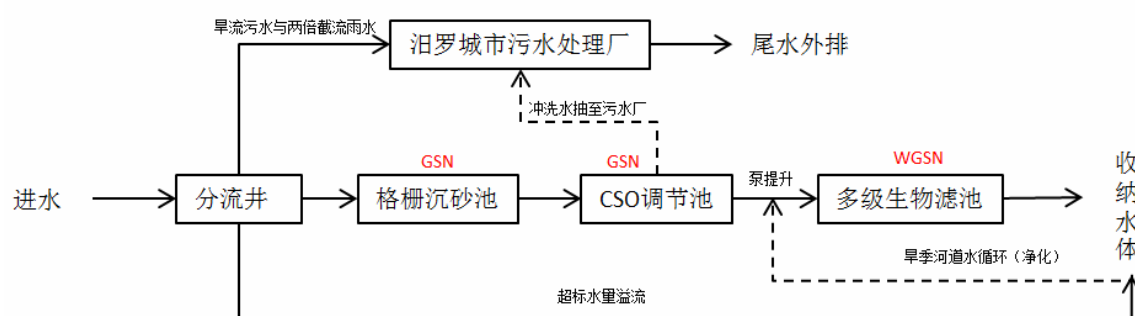 旱流污水与两倍截流雨水
汨罗城市污水处理厂
尾水外排
冲洗水抽至污水厂
GSN
GSN
WGSN
进水
分流井
格栅沉砂池
CSO调节池
泵提升
多级生物滤池
收纳水体
旱季河道水循环（净化）
超标水量溢流